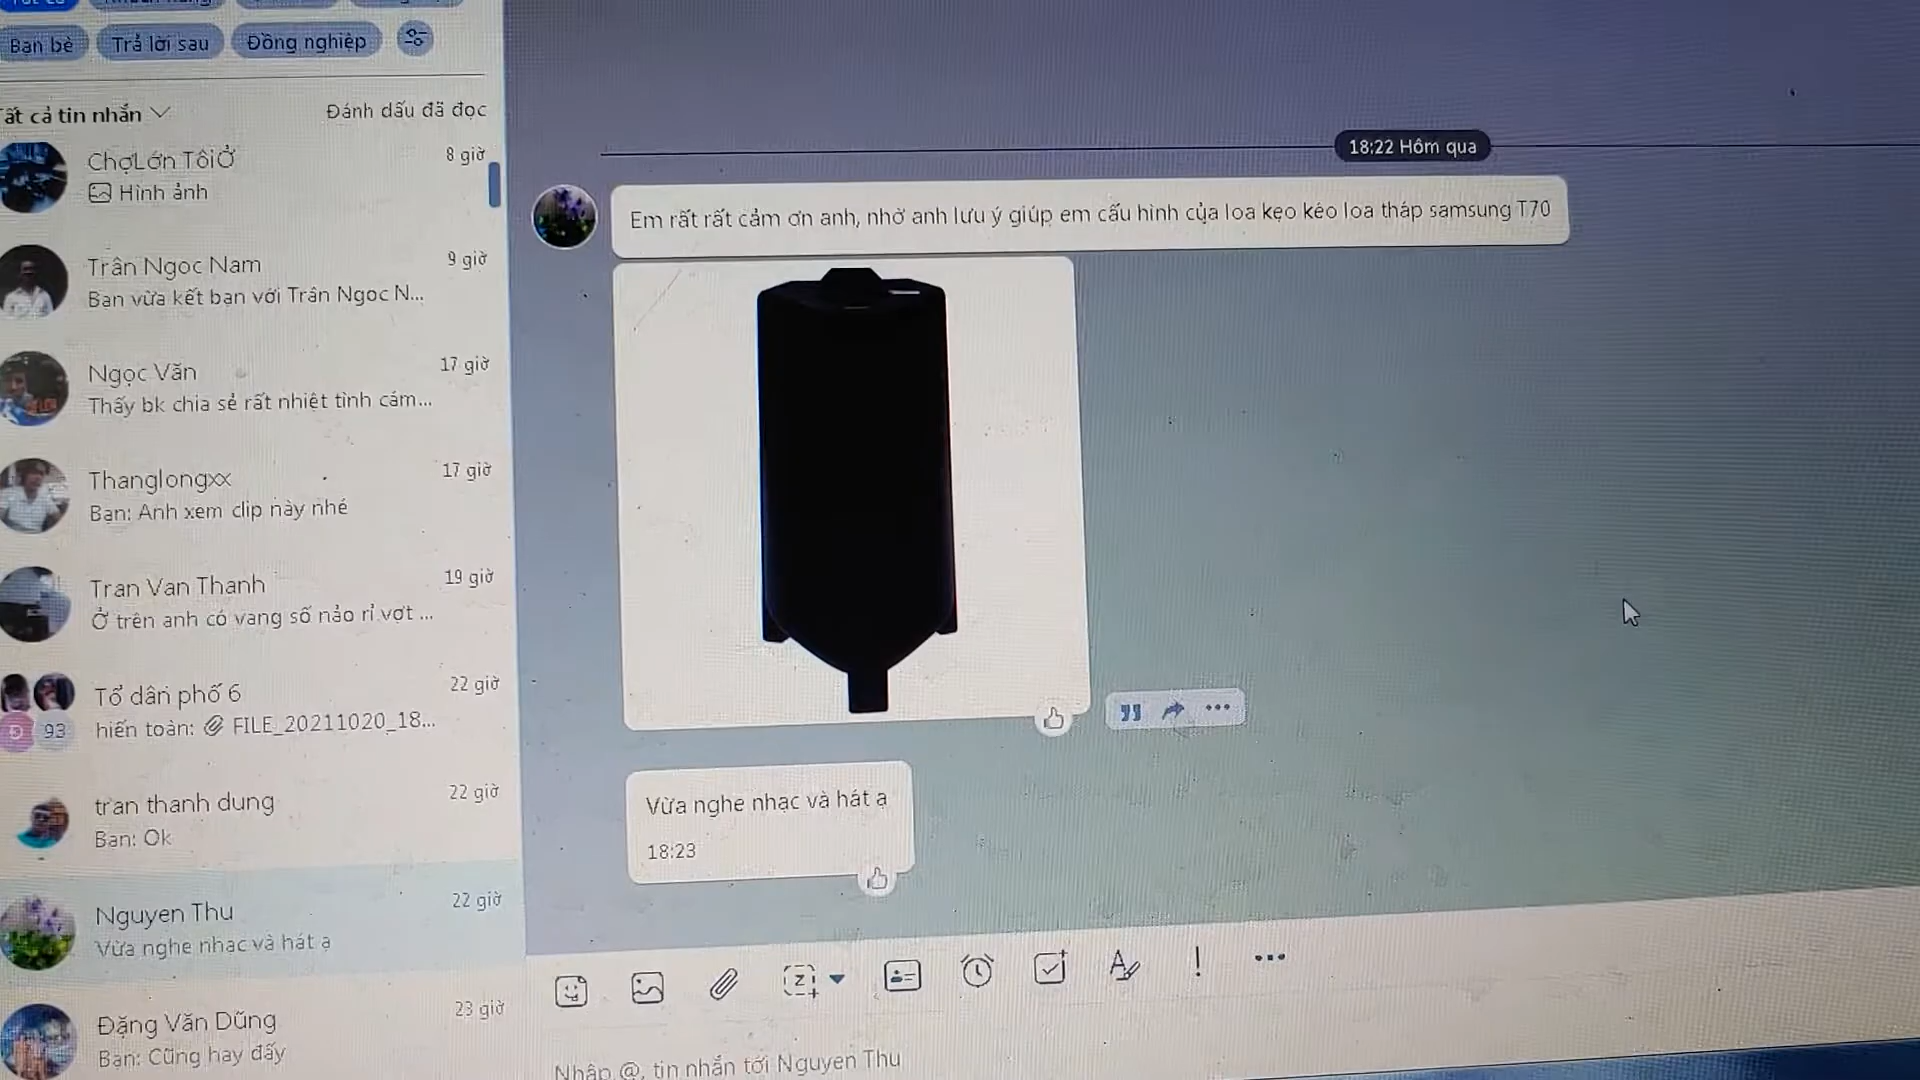 Bạn bè
Trả lời sau
Đồng nghiệp
Tất cả tin nhắn
Đánh dấu đã đọc
ChợLớn TôiỞ
8 giờ
Hình ảnh
Trần Ngọc Nam
9 giờ
Bạn vừa kết bạn với Trần Ngọc N...
Ngọc Văn
17 giờ
Thấy bk chia sẻ rất nhiệt tình cám...
Thanglongxx
17 giờ
Bạn: Anh xem clip này nhé
Tran Van Thanh
19 giờ
Ở trên anh có vang số nảo rỉ vợt ...
Tổ dân phố 6
22 giờ
93
hiến toàn: FILE_20211020_18...
tran thanh dung
22 giờ
Bạn: Ok
Nguyen Thu
22 giờ
Vừa nghe nhạc và hát ạ
Đặng Văn Dũng
23 giờ
Bạn: Cũng hay đấy
18:22 Hôm qua
Em rất rất cảm ơn anh, nhờ anh lưu ý giúp em cấu hình của loa kẹo kéo loa tháp samsung T70
Vừa nghe nhạc và hát ạ
18:23
Nhập @, tin nhắn tới Nguyen Thu